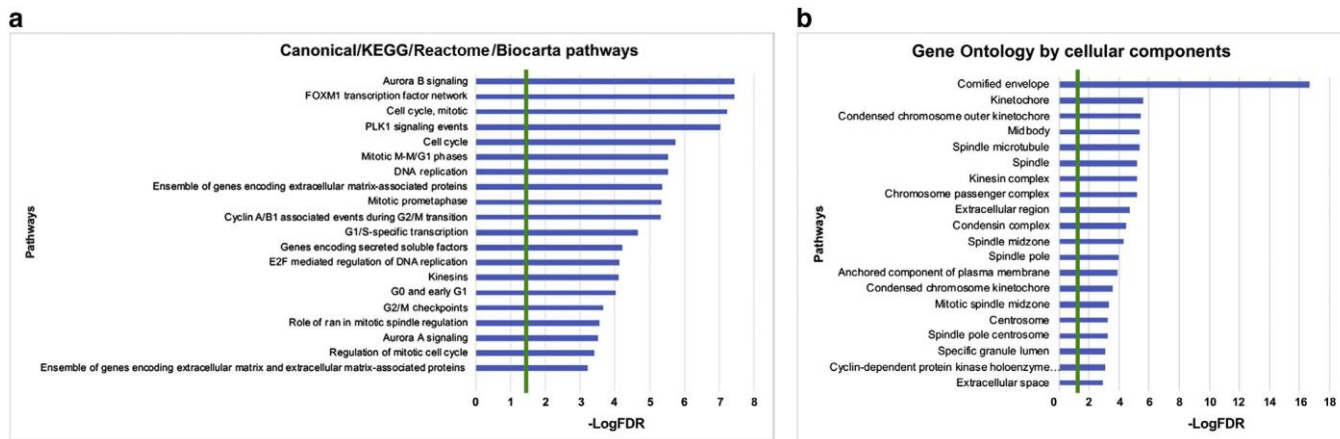 a
Canonical/KEGG/Reactome/Biocarta pathways
Pathways
Aurora B signaling
FOXM1 transcription factor network
Cell cycle, mitotic
PLK1 signaling events
Cell cycle
Mitotic M-M/G1 phases
DNA replication
Ensemble of genes encoding extracellular matrix-associated proteins
Mitotic prometaphase
Cyclin A/B1 associated events during G2/M transition
G1/S-specific transcription
Genes encoding secreted soluble factors
E2F mediated regulation of DNA replication
Kinesins
G0 and early G1
G2/M checkpoints
Role of ran in mitotic spindle regulation
Aurora A signaling
Regulation of mitotic cell cycle
Ensemble of genes encoding extracellular matrix and extracellular matrix-associated proteins
0 1 2 3 4 5 6 7 8
-LogFDR
b
Gene Ontology by cellular components
Pathways
Cornified envelope
Kinetochore
Condensed chromosome outer kinetochore
Midbody
Spindle microtubule
Spindle
Kinesin complex
Chromosome passenger complex
Extracellular region
Condensin complex
Spindle midzone
Spindle pole
Anchored component of plasma membrane
Condensed chromosome kinetochore
Mitotic spindle midzone
Centrosome
Spindle pole centrosome
Specific granule lumen
Cyclin-dependent protein kinase holoenzyme...
Extracellular space
0 2 4 6 8 10 12 14 16 18
-LogFDR